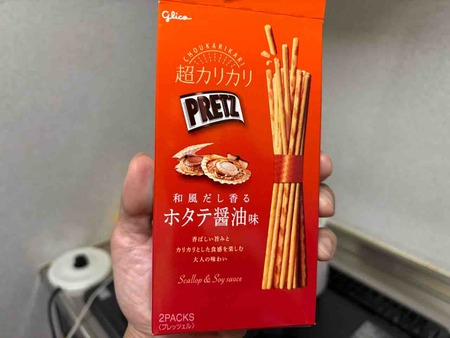 glico
CHOUKARIKARI
超カリカリ
PRETZ
和風だし香る
ホタテ醤油味
香ばしい旨みと
カリカリとした食感を楽しむ
大人の味わい
Scallop & Soy sauce
2PACKS
〈プレッツェル〉